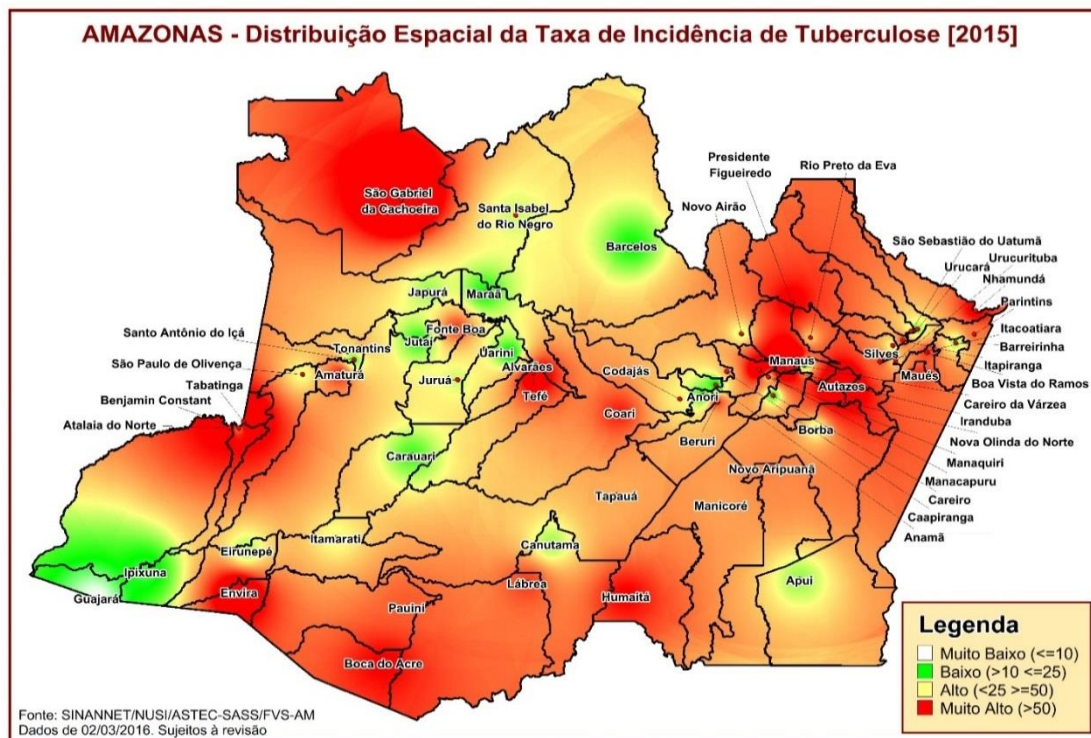 AMAZONAS - Distribuição Espacial da Taxa de Incidência de Tuberculose [2015]
Presidente
Figueiredo
Rio Preto da Eva
Novo Airão
São Gabriel
da Cachoeira
Santa Isabel
do Rio Negro
Barcelos
São Sebastião do Uatumã
Urucurituba
Urucará
Nhamundá
Parintins
Japurá
Maraã
Santo Antônio do Içá
Fonte Boa
Jutaí
Tonantins
Uarini
Itacoatiara
Barreirinha
São Paulo de Olivença
Amaturá
Alvarães
Manaus
Silves
Maués
Itapiranga
Tabatinga
Juruá
Tefé
Codajás
Anori
Autazes
Boa Vista do Ramos
Benjamin Constant
Coari
Careiro da Várzea
Iranduba
Atalaia do Norte
Borba
Beruri
Nova Olinda do Norte
Carauari
Manaquiri
Novo Aripuanã
Manacapuru
Tapauá
Manicoré
Careiro
Caapiranga
Itamarati
Anamã
Eirunepé
Canutama
Ipixuna
Apui
Guajará
Envira
Lábrea
Humaitá
Pauini
Boca do Acre
Legenda
Muito Baixo (<=10)
Baixo (>10 <=25)
Alto (<25 >=50)
Muito Alto (>50)
Fonte: SINANNET/NUSI/ASTEC-SASS/FVS-AM
Dados de 02/03/2016. Sujeitos à revisão